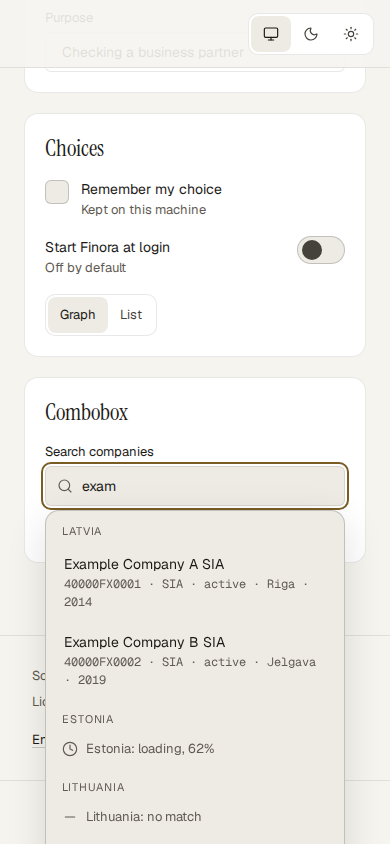 Purpose
Checking a business partner
Choices
Remember my choice
Kept on this machine
Start Finora at login
Off by default
Graph List
Combobox
Search companies
exam
LATVIA
Example Company A SIA
40000FX0001 · SIA · active · Riga ·
2014
Example Company B SIA
40000FX0002 · SIA · active · Jelgava
· 2019
ESTONIA
Estonia: loading, 62%
LITHUANIA
Lithuania: no match